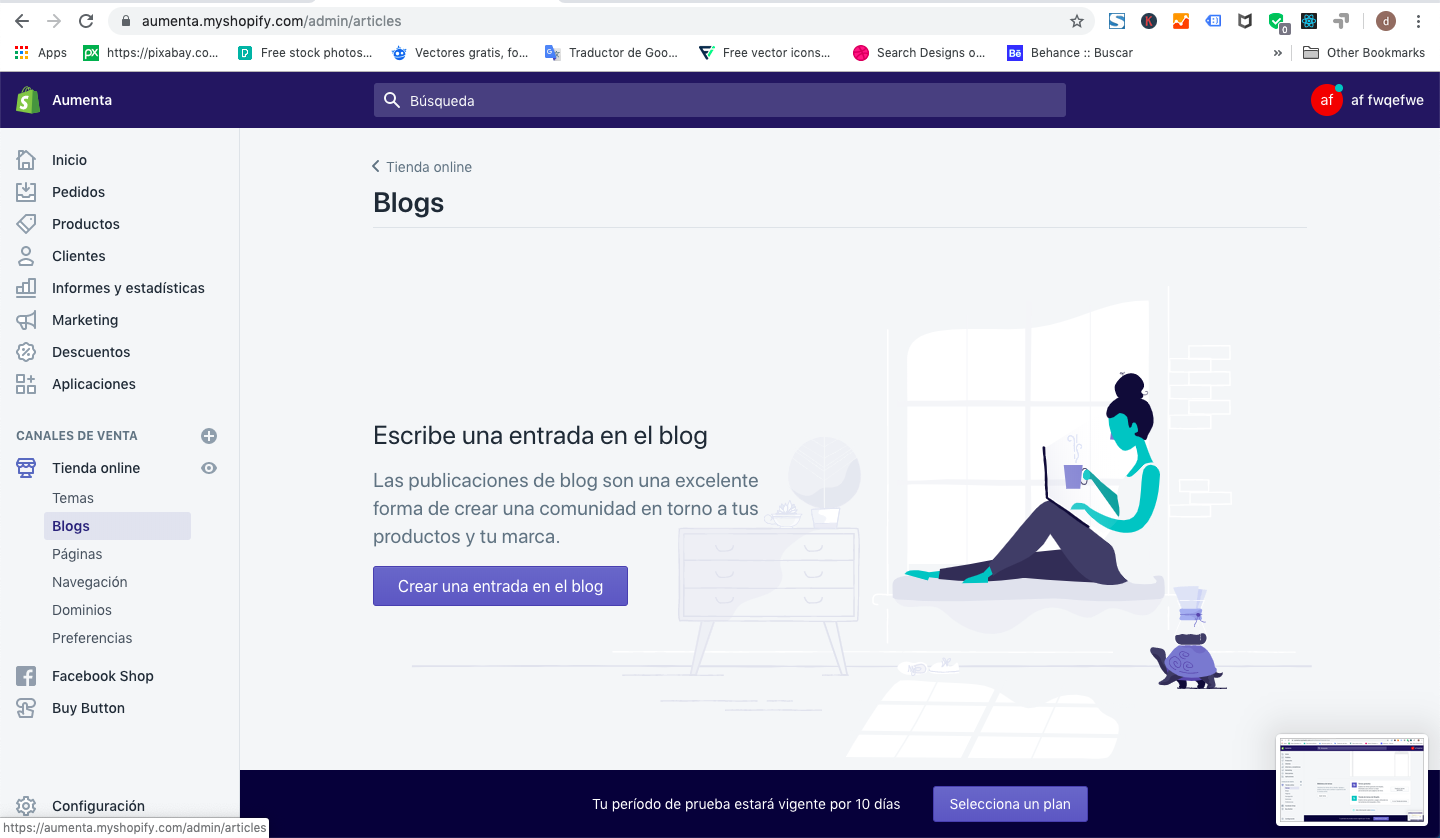 aumenta.myshopify.com/admin/articles
d
0
Apps
https://pixabay.co...
Free stock photos...
Vectores gratis, fo...
Traductor de Goo...
Free vector icons...
Search Designs o...
Behance :: Buscar
»
Other Bookmarks
Aumenta
Búsqueda
af
af fwqefwe
Inicio
Pedidos
Productos
Clientes
Informes y estadísticas
Marketing
Descuentos
Aplicaciones
CANALES DE VENTA
Tienda online
Temas
Blogs
Páginas
Navegación
Dominios
Preferencias
Facebook Shop
Buy Button
Configuración
https://aumenta.myshopify.com/admin/articles
Tienda online
Blogs
Escribe una entrada en el blog
Las publicaciones de blog son una excelente
forma de crear una comunidad en torno a tus
productos y tu marca.
Crear una entrada en el blog
Tu período de prueba estará vigente por 10 días
Selecciona un plan